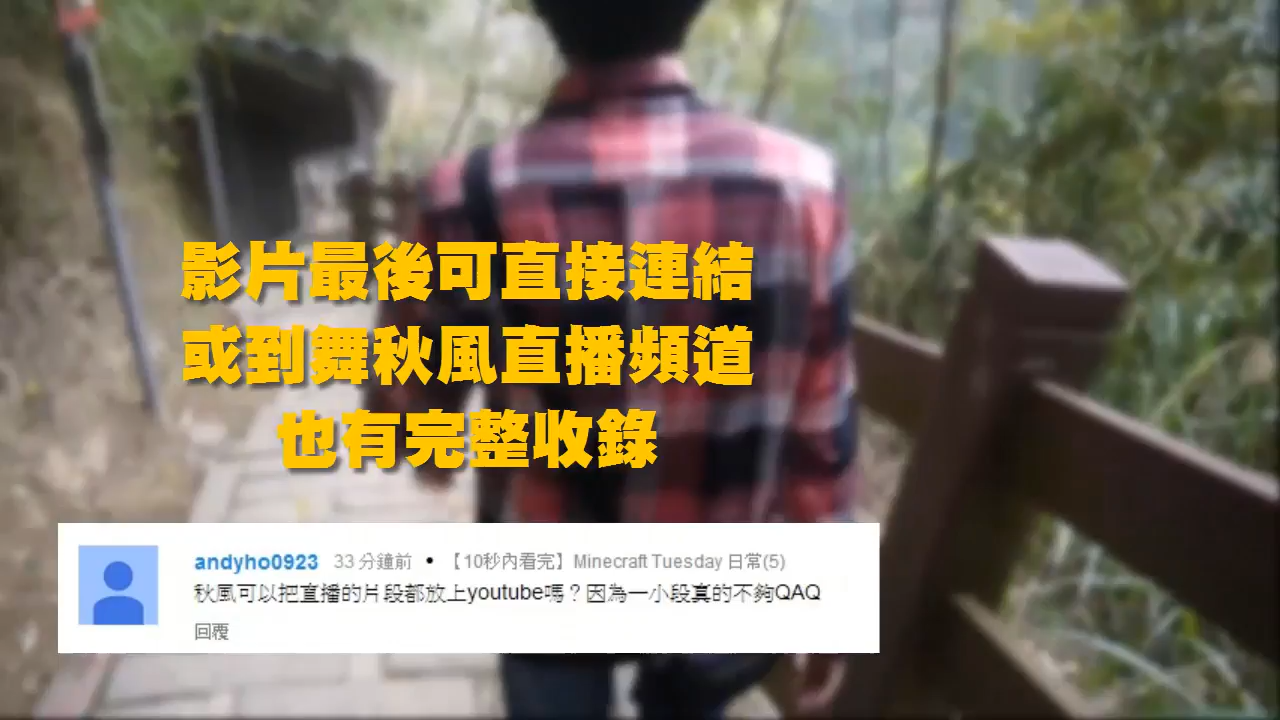 影片最後可直接連結
或到舞秋風直播頻道
也有完整收錄
andyho0923 33 分鐘前 • 【10秒內看完】Minecraft Tuesday 日常(5)
秋風可以把直播的片段都放上youtube嗎？因為一小段真的不夠QAQ
回覆